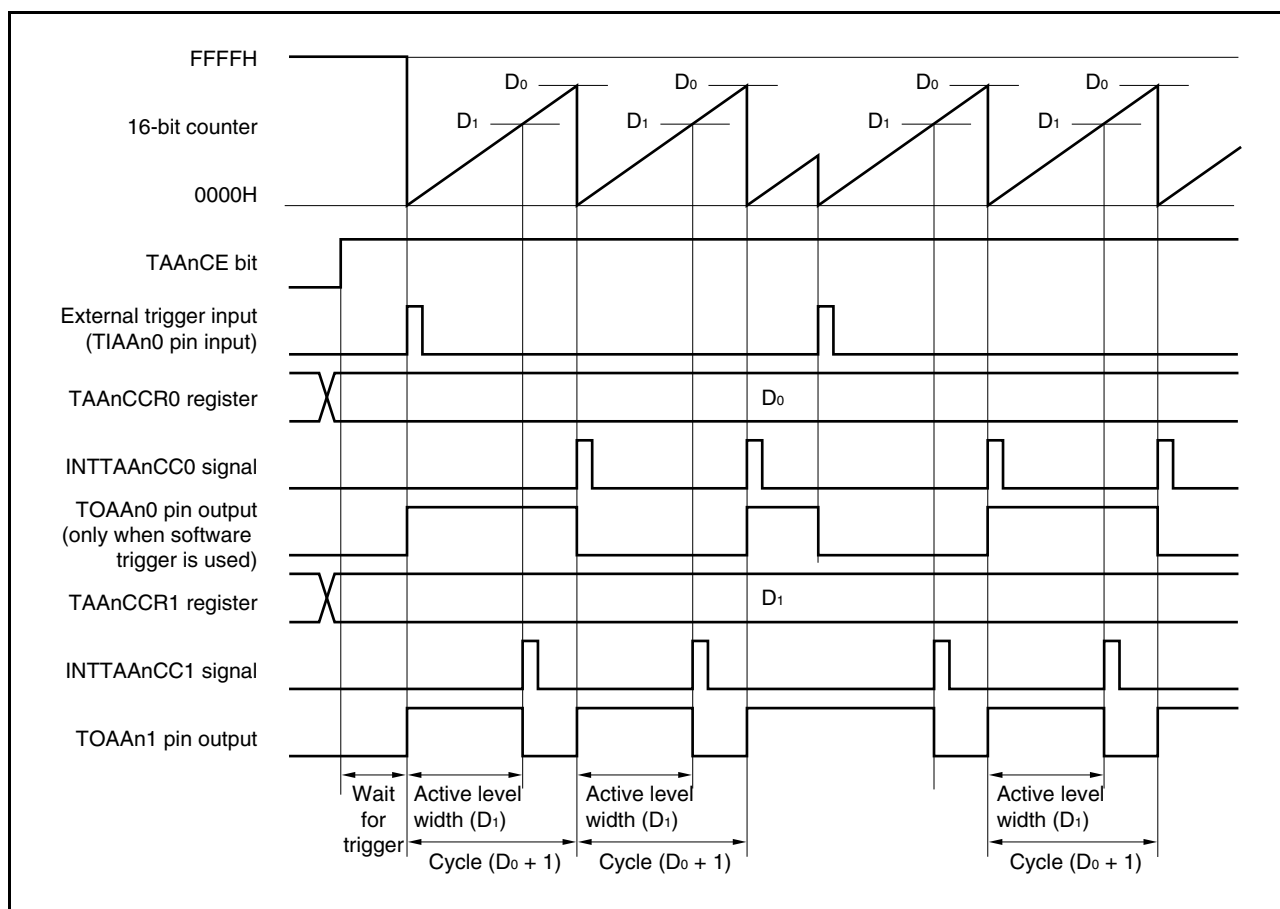 FFFFH
D0
D0
D0
D0
16-bit counter
D1
D1
D1
D1
0000H
TAAnCE bit
External trigger input
(TIAAn0 pin input)
TAAnCCR0 register
D0
INTTAAnCC0 signal
TOAAn0 pin output
(only when software
trigger is used)
TAAnCCR1 register
D1
INTTAAnCC1 signal
TOAAn1 pin output
Wait
for
trigger
Active level
width (D1)
Active level
width (D1)
Active level
width (D1)
Cycle (D0 + 1)
Cycle (D0 + 1)
Cycle (D0 + 1)